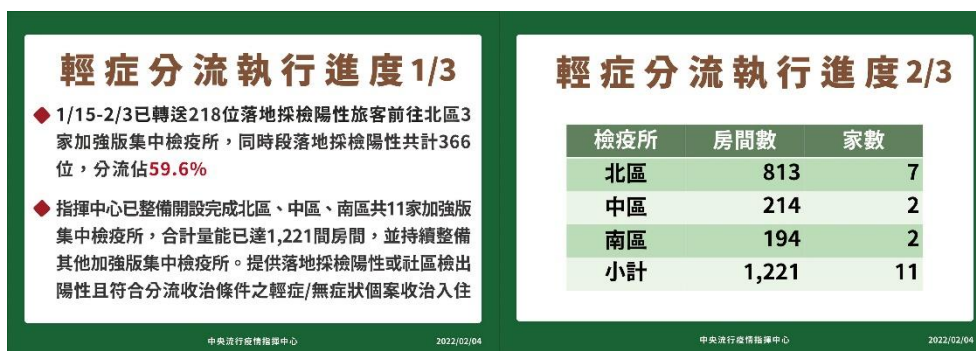 輕症分流執行進度1/3
◆ 1/15-2/3已轉送218位落地採檢陽性旅客前往北區3
家加強版集中檢疫所，同時段落地採檢陽性共計366
位，分流佔59.6%
◆ 指揮中心已整備開設完成北區、中區、南區共11家加強版
集中檢疫所，合計量能已達1,221間房間，並持續整備
其他加強版集中檢疫所。提供落地採檢陽性或社區檢出
陽性且符合分流收治條件之輕症/無症狀個案收治入住
中央流行疫情指揮中心 2022/02/04
輕症分流執行進度2/3
檢疫所 房間數 家數
北區 813 7
中區 214 2
南區 194 2
小計 1,221 11
中央流行疫情指揮中心 2022/02/04